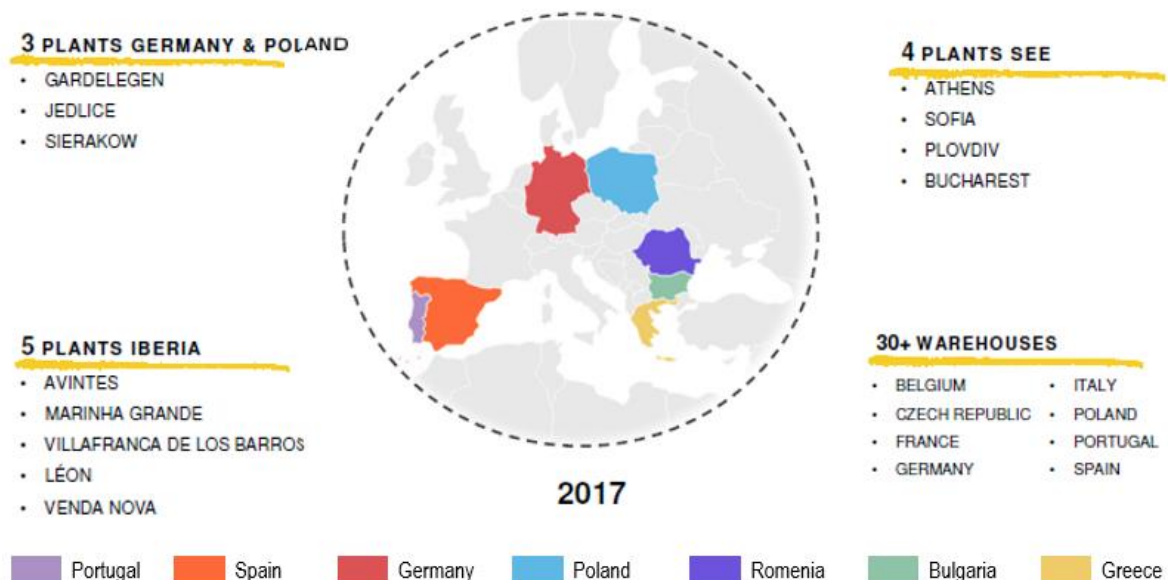 3 PLANTS GERMANY & POLAND
• GARDELEGEN
• JEDLICE
• SIERAKOW
4 PLANTS SEE
• ATHENS
• SOFIA
• PLOVDIV
• BUCHAREST
5 PLANTS IBERIA
• AVINTES
• MARINHA GRANDE
• VILLAFRANCA DE LOS BARROS
• LÉON
• VENDA NOVA
30+ WAREHOUSES
• BELGIUM
• CZECH REPUBLIC
• FRANCE
• GERMANY
• ITALY
• POLAND
• PORTUGAL
• SPAIN
2017
Portugal Spain Germany Poland Romenia Bulgaria Greece